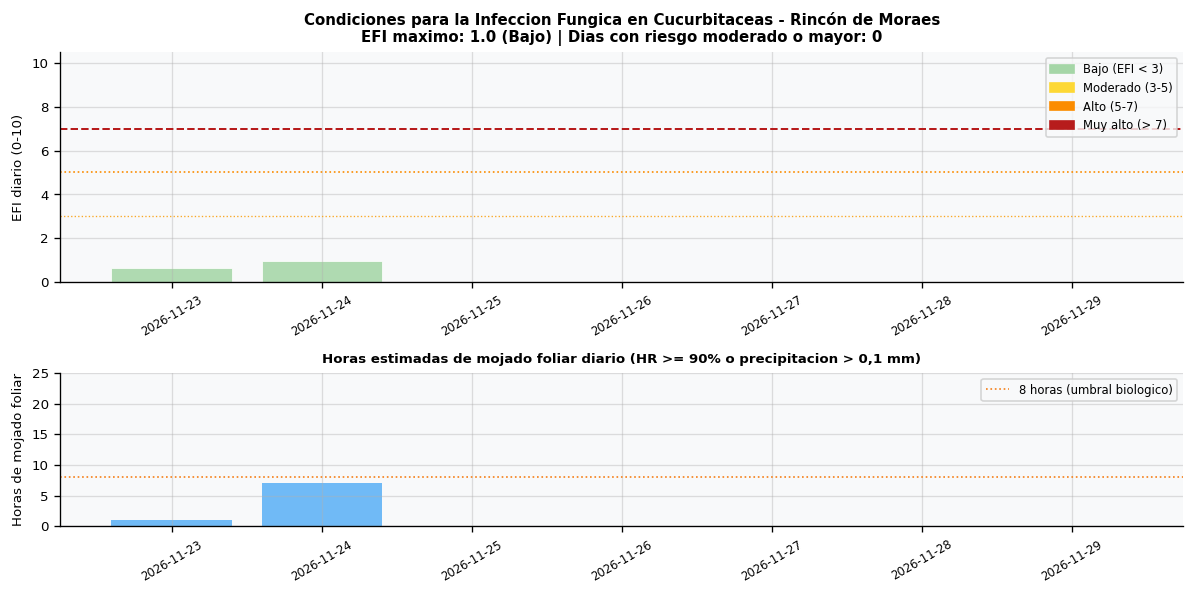 Condiciones para la Infeccion Fungica en Cucurbitaceas - Rincón de Moraes
EFI maximo: 1.0 (Bajo) | Dias con riesgo moderado o mayor: 0
EFI diario (0-10)
10
8
6
4
2
0
Bajo (EFI < 3)
Moderado (3-5)
Alto (5-7)
Muy alto (> 7)
2026-11-23
2026-11-24
2026-11-25
2026-11-26
2026-11-27
2026-11-28
2026-11-29
Horas estimadas de mojado foliar diario (HR >= 90% o precipitacion > 0,1 mm)
Horas de mojado foliar
25
20
15
10
5
0
8 horas (umbral biologico)
2026-11-23
2026-11-24
2026-11-25
2026-11-26
2026-11-27
2026-11-28
2026-11-29